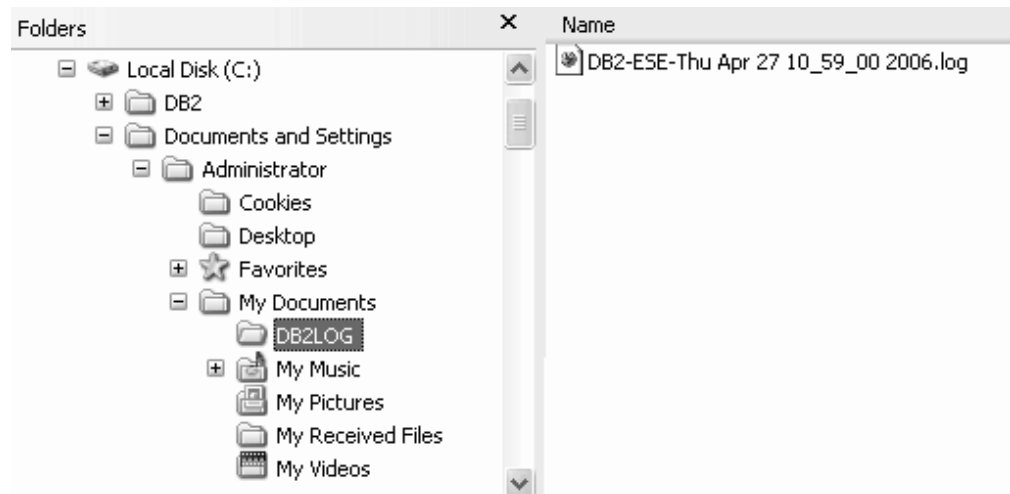 Folders
Local Disk (C:)
DB2
Documents and Settings
Administrator
Cookies
Desktop
Favorites
My Documents
DB2LOG
My Music
My Pictures
My Received Files
My Videos
Name
DB2-ESE-Thu Apr 27 10_59_00 2006.log